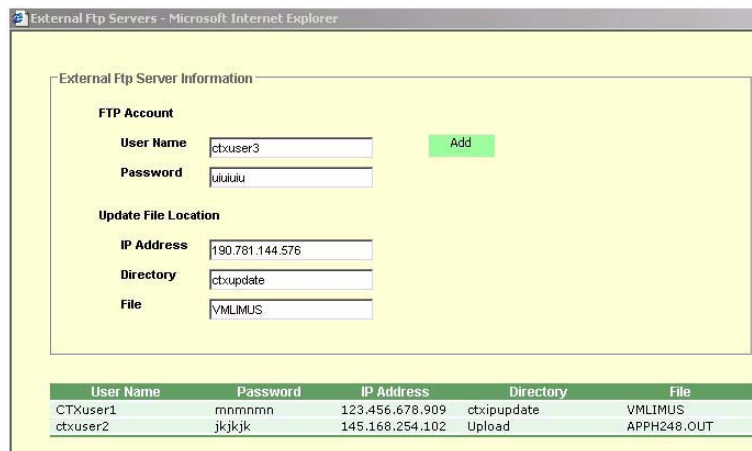 External Ftp Servers - Microsoft Internet Explorer
External Ftp Server Information
FTP Account
User Name ctxuser3 Add
Password uiuiuiu
Update File Location
IP Address 190.781.144.576
Directory ctxupdate
File VMLIMUS
User Name Password IP Address Directory File
CTXuser1 mnmnmn 123.456.678.909 ctxipupdate VMLIMUS
ctxuser2 jkjkjk 145.168.254.102 Upload APPH248.OUT